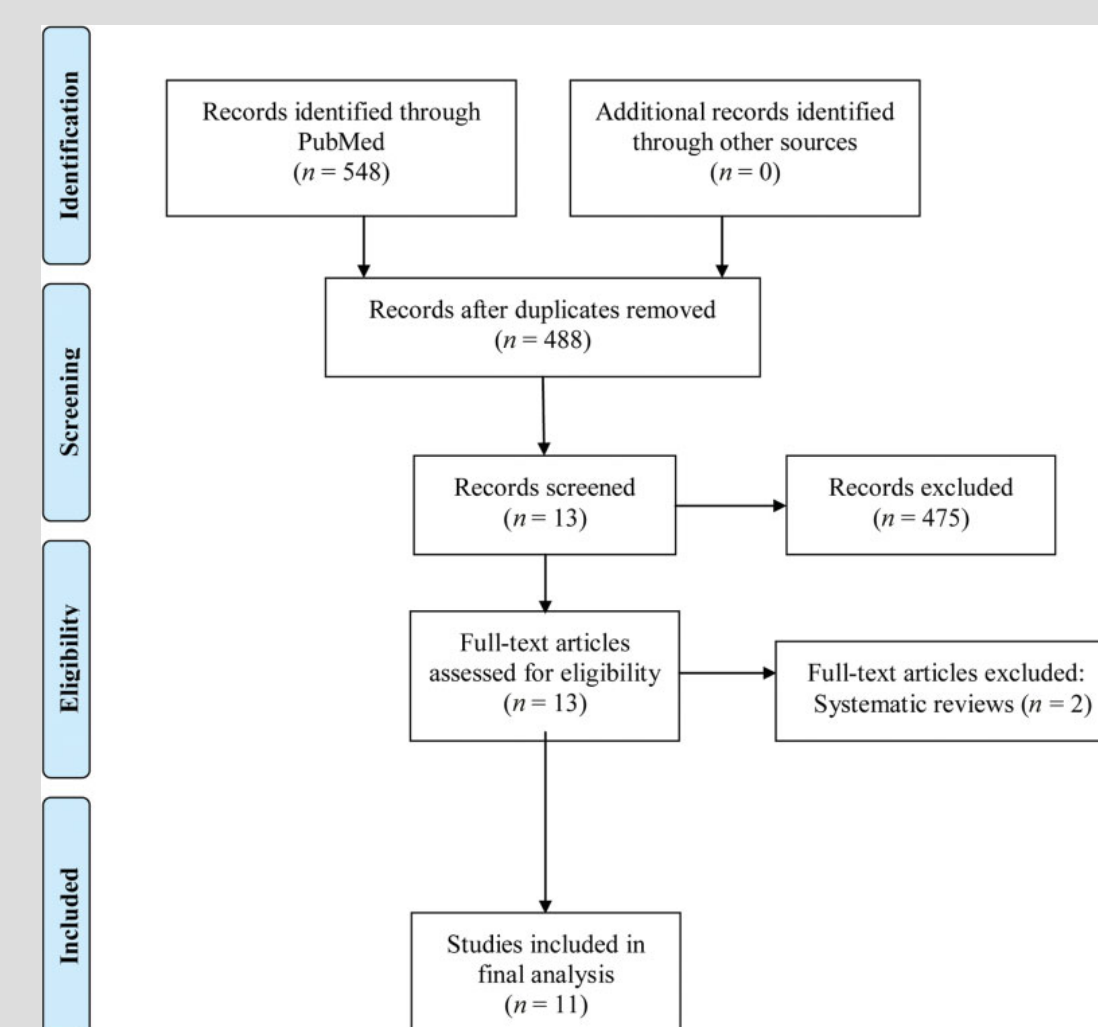 Identification
Records identified through
PubMed
(n = 548)
Additional records identified
through other sources
(n = 0)
Screening
Records after duplicates removed
(n = 488)
Records screened
(n = 13)
Records excluded
(n = 475)
Eligibility
Full-text articles
assessed for eligibility
(n = 13)
Full-text articles excluded:
Systematic reviews (n = 2)
Included
Studies included in
final analysis
(n = 11)